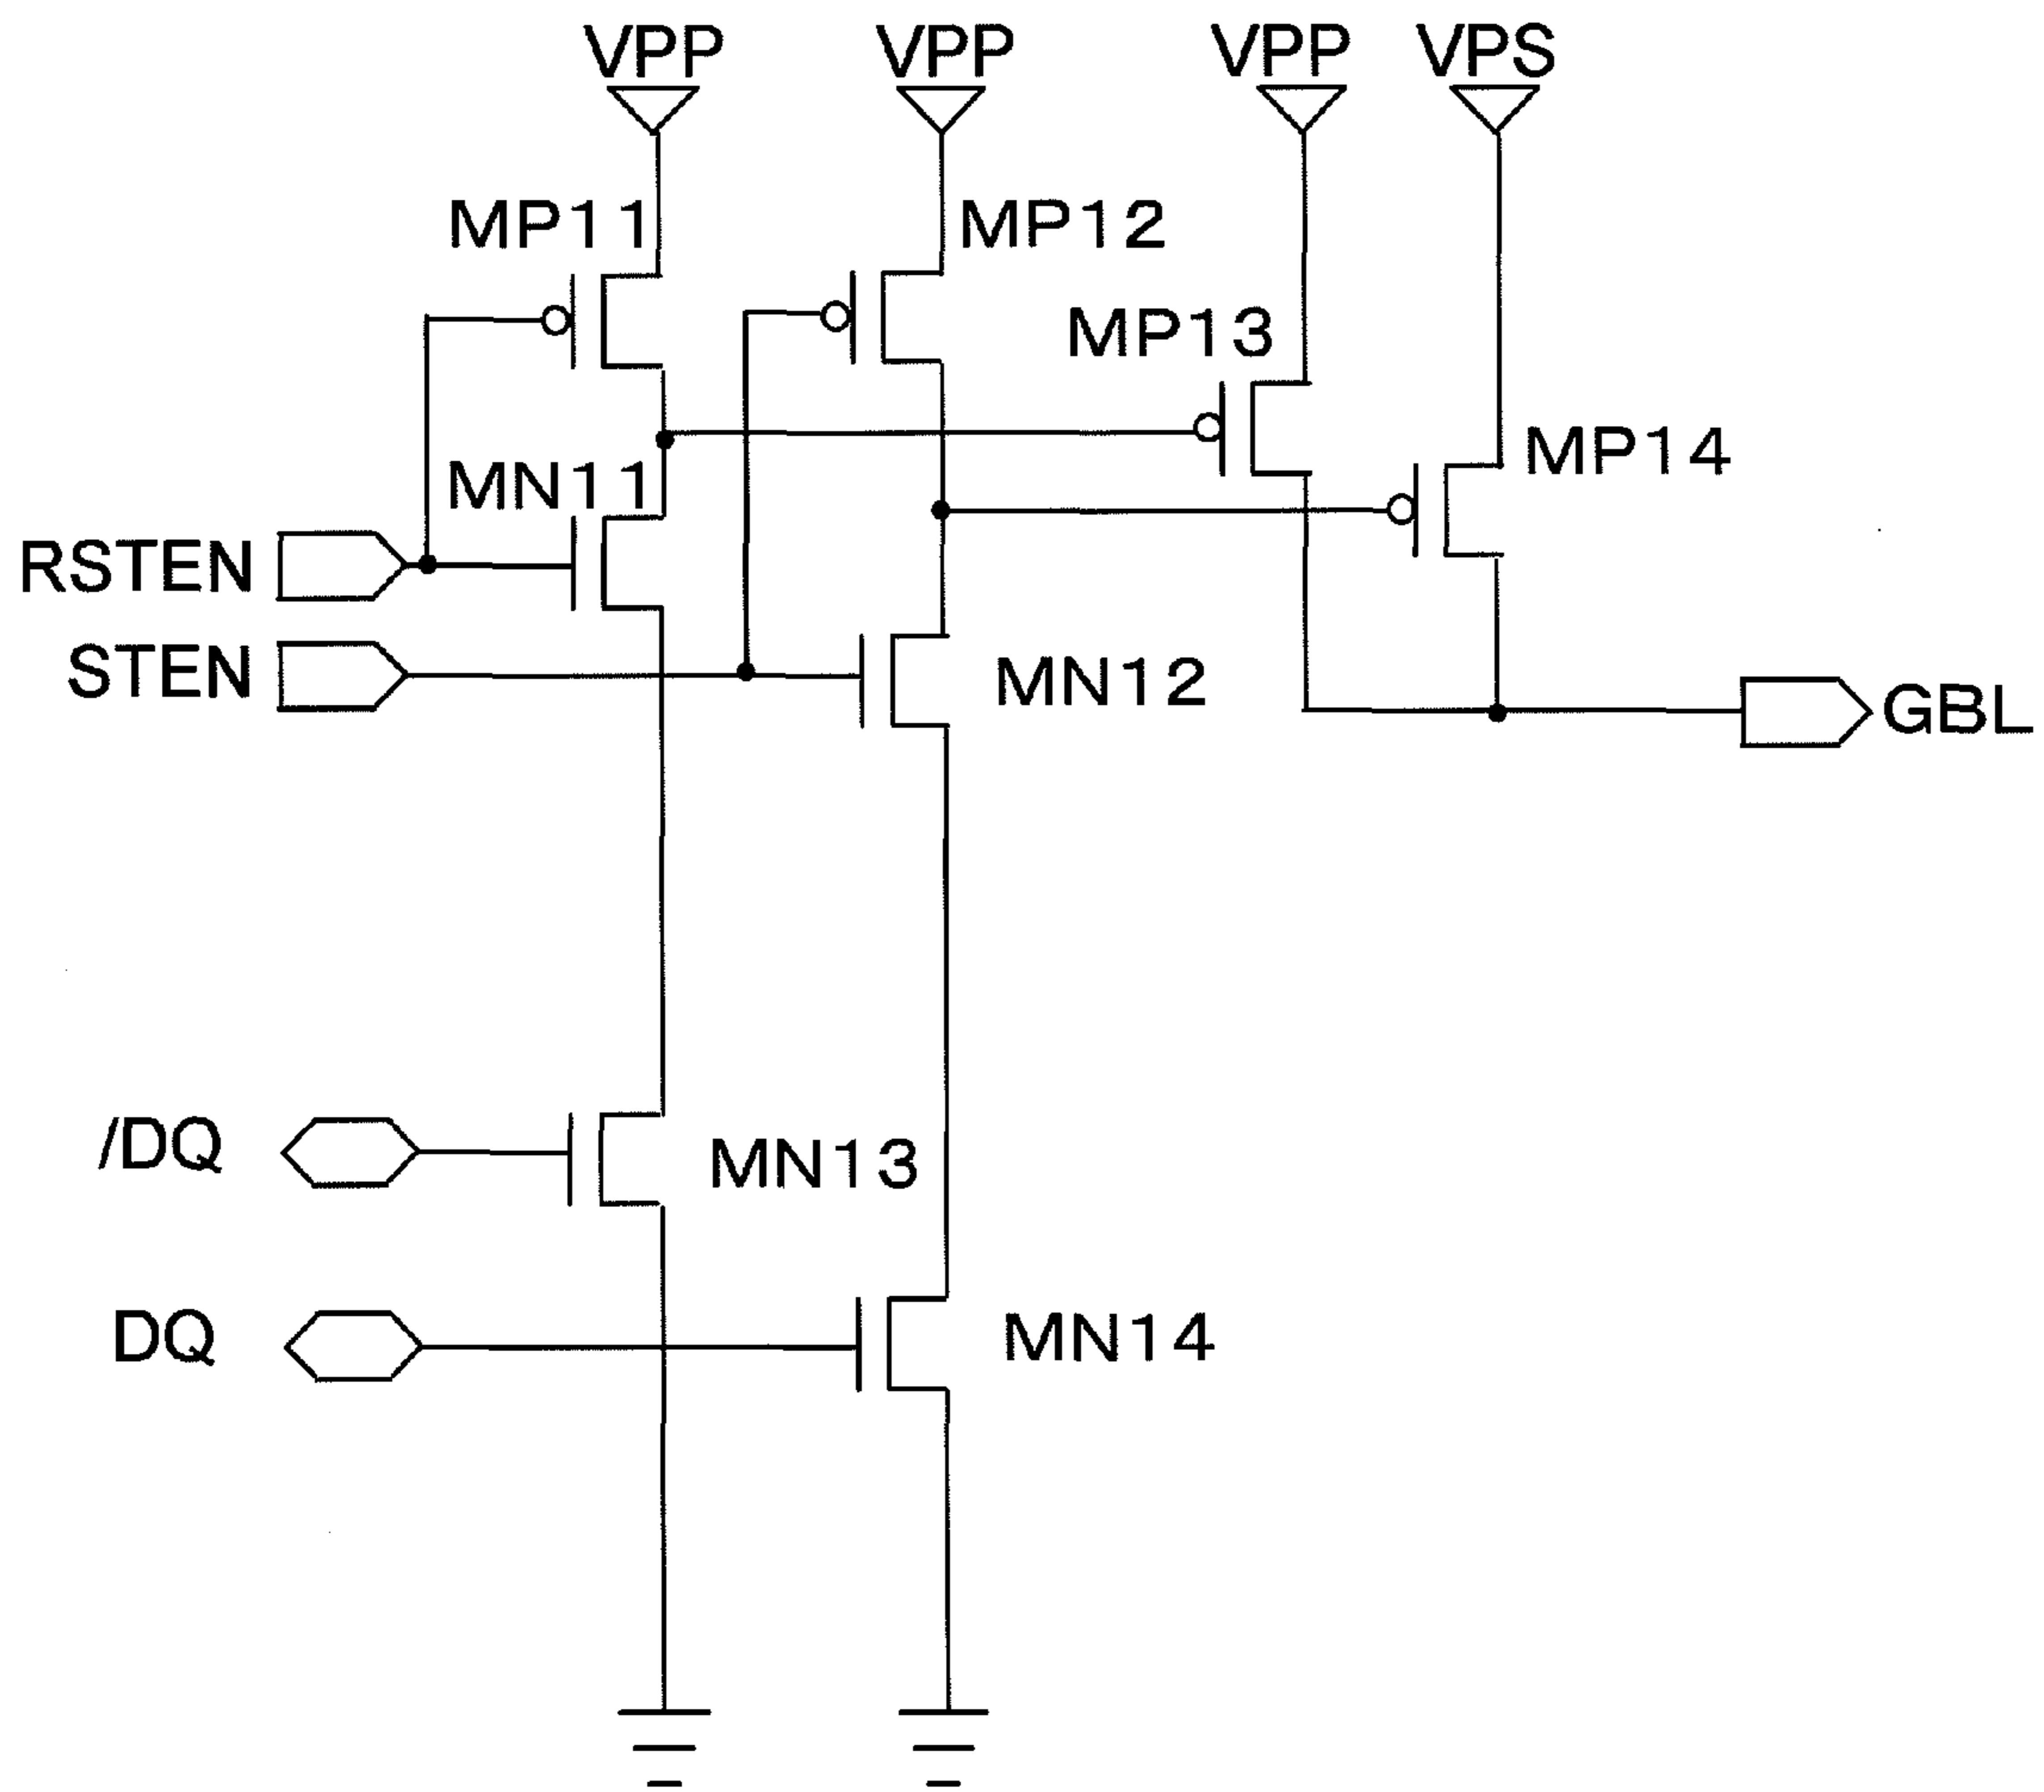 VPP VPP VPP VPS
MP11 MP12
MP13
MP14
MN11
RSTEN
STEN MN12
GBL
/DQ MN13
DQ MN14